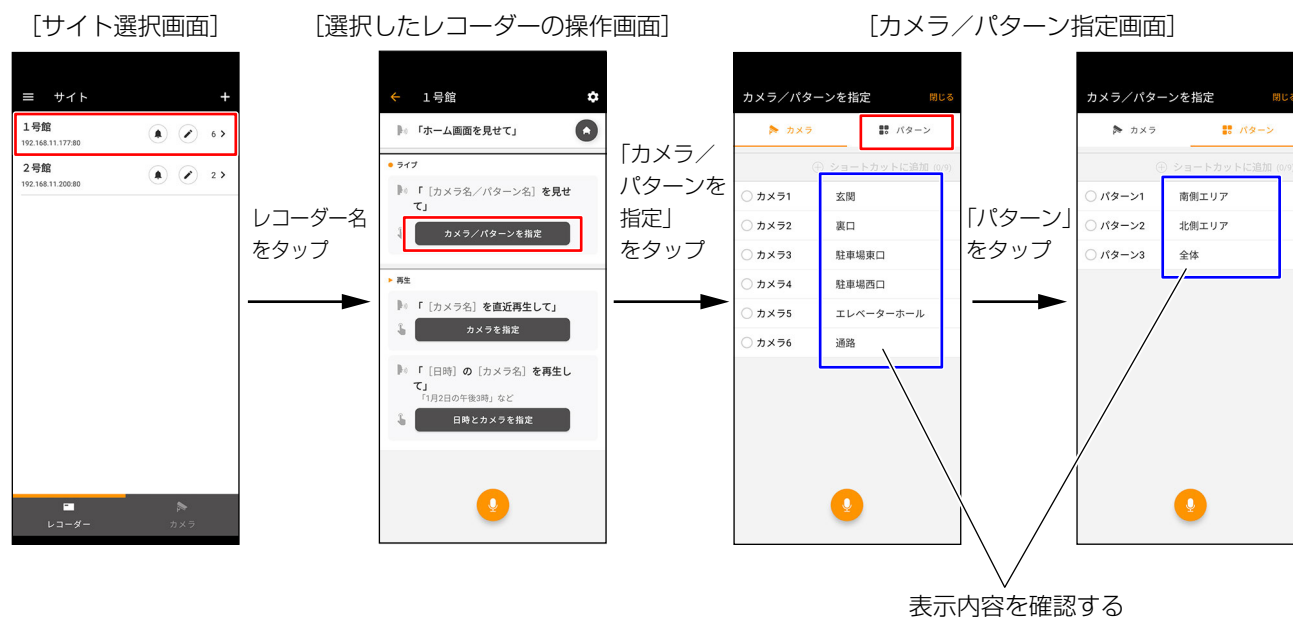 ［サイト選択画面］
［選択したレコーダーの操作画面］
［カメラ／パターン指定画面］
サイト
1号館
192.168.11.177:80
6
2号館
192.168.11.200:80
2
レコーダー
カメラ
レコーダー名
をタップ
1号館
「ホーム画面を見せて」
ライブ
「［カメラ名／パターン名］を見せ
て」
カメラ／パターンを指定
再生
「［カメラ名］を直近再生して」
カメラを指定
「［日時］の［カメラ名］を再生し
て」
「1月2日の午後3時」など
日時とカメラを指定
「カメラ／
パターンを
指定」
をタップ
カメラ／パターンを指定
閉じる
カメラ
パターン
ショートカットに追加 (0/9)
カメラ1 玄関
カメラ2 裏口
カメラ3 駐車場東口
カメラ4 駐車場西口
カメラ5 エレベーターホール
カメラ6 通路
「パターン」
をタップ
カメラ／パターンを指定
閉じる
カメラ
パターン
ショートカットに追加 (0/9)
パターン1 南側エリア
パターン2 北側エリア
パターン3 全体
表示内容を確認する